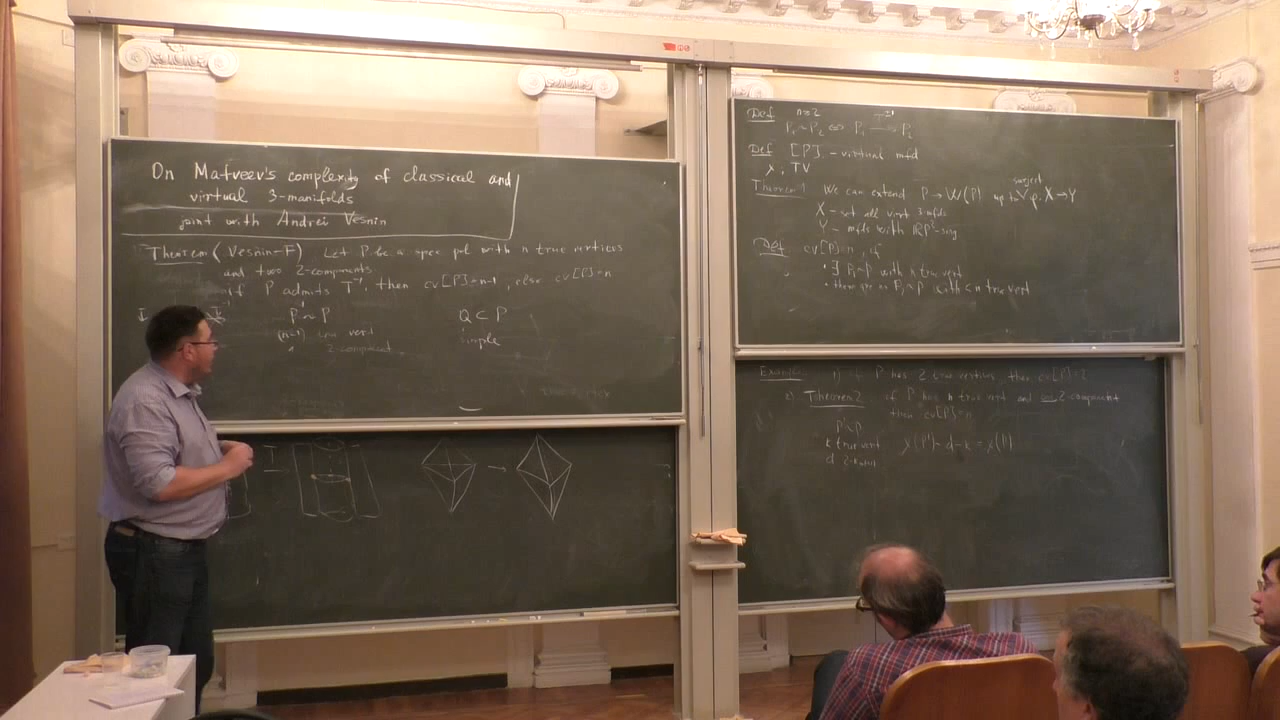 On Matveev's complexity of classical and
virtual 3-manifolds
joint with Andrei Vesnin
Theorem (Vesnin-F) Let P be a spec pol with n true vertices
and two 2-components
if P admits T⁻¹, then cv[P]=n-1, else cv[P]=n
P' ~ P
Q ⊂ P
(n-1) true vert
simple
2-component
Def n≥2
P₁~P₂ ⇔ P₁ → P₂
Def [P] - virtual mfd
λ, TV
Theorem 1 We can extend P → W(P) up to φ: X → Y
surject
X - set all virt 3-mfds
Y - mfds with RP²-sing
Def cv[P]=n, if
• ∃ P₁~P with n true vert
• there are no P₁~P with < n true vert
Example 1) if P has 2 true vertices, then cv[P]=2
2) Theorem 2 if P has n true vert and one 2-component
then cv[P]=n
P'~P
k true vert χ(P')=d-k=χ(P)
d 2-